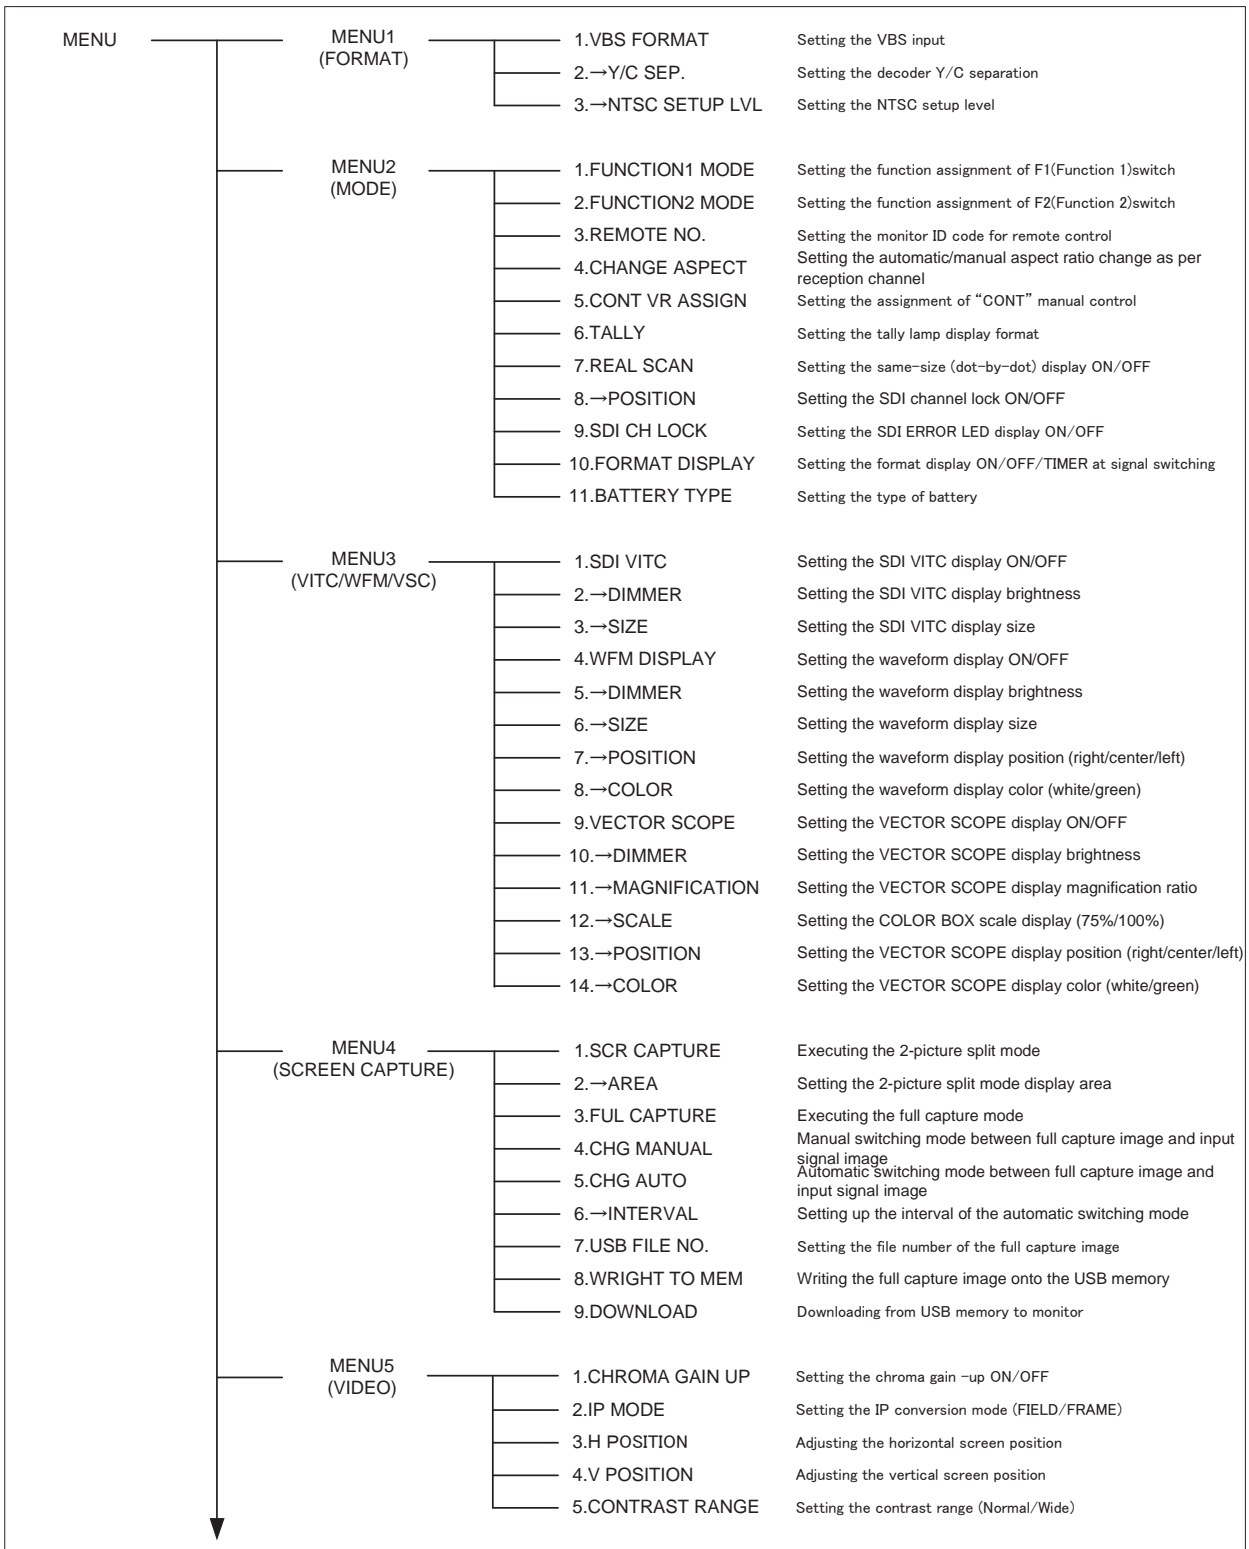 MENU
MENU1
(FORMAT)
1.VBS FORMAT Setting the VBS input
2.→Y/C SEP. Setting the decoder Y/C separation
3.→NTSC SETUP LVL Setting the NTSC setup level
MENU2
(MODE)
1.FUNCTION1 MODE Setting the function assignment of F1(Function 1)switch
2.FUNCTION2 MODE Setting the function assignment of F2(Function 2)switch
3.REMOTE NO. Setting the monitor ID code for remote control
4.CHANGE ASPECT Setting the automatic/manual aspect ratio change as per
reception channel
5.CONT VR ASSIGN Setting the assignment of “CONT” manual control
6.TALLY Setting the tally lamp display format
7.REAL SCAN Setting the same-size (dot-by-dot) display ON/OFF
8.→POSITION Setting the SDI channel lock ON/OFF
9.SDI CH LOCK Setting the SDI ERROR LED display ON/OFF
10.FORMAT DISPLAY Setting the format display ON/OFF/TIMER at signal switching
11.BATTERY TYPE Setting the type of battery
MENU3
(VITC/WFM/VSC)
1.SDI VITC Setting the SDI VITC display ON/OFF
2.→DIMMER Setting the SDI VITC display brightness
3.→SIZE Setting the SDI VITC display size
4.WFM DISPLAY Setting the waveform display ON/OFF
5.→DIMMER Setting the waveform display brightness
6.→SIZE Setting the waveform display size
7.→POSITION Setting the waveform display position (right/center/left)
8.→COLOR Setting the waveform display color (white/green)
9.VECTOR SCOPE Setting the VECTOR SCOPE display ON/OFF
10.→DIMMER Setting the VECTOR SCOPE display brightness
11.→MAGNIFICATION Setting the VECTOR SCOPE display magnification ratio
12.→SCALE Setting the COLOR BOX scale display (75%/100%)
13.→POSITION Setting the VECTOR SCOPE display position (right/center/left)
14.→COLOR Setting the VECTOR SCOPE display color (white/green)
MENU4
(SCREEN CAPTURE)
1.SCR CAPTURE Executing the 2-picture split mode
2.→AREA Setting the 2-picture split mode display area
3.FUL CAPTURE Executing the full capture mode
4.CHG MANUAL Manual switching mode between full capture image and input
signal image
5.CHG AUTO Automatic switching mode between full capture image and
input signal image
6.→INTERVAL Setting up the interval of the automatic switching mode
7.USB FILE NO. Setting the file number of the full capture image
8.WRIGHT TO MEM Writing the full capture image onto the USB memory
9.DOWNLOAD Downloading from USB memory to monitor
MENU5
(VIDEO)
1.CHROMA GAIN UP Setting the chroma gain -up ON/OFF
2.IP MODE Setting the IP conversion mode (FIELD/FRAME)
3.H POSITION Adjusting the horizontal screen position
4.V POSITION Adjusting the vertical screen position
5.CONTRAST RANGE Setting the contrast range (Normal/Wide)